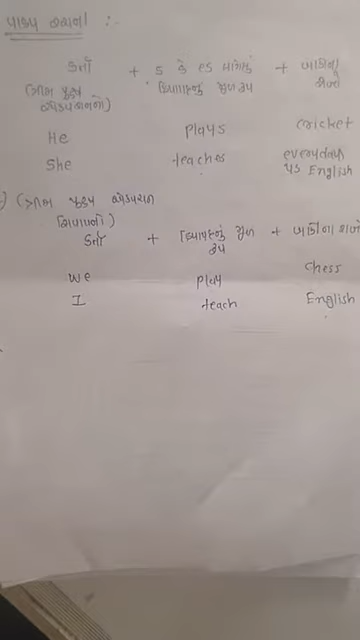 વાક્ય રચના :-
કર્તા + s કે es લાગેલું + બાકીના
(ત્રીજો પુરુષ ક્રિયાપદનું મૂળ રૂપ શબ્દો
એકવચનનો)
He plays cricket
She teaches everyday
English
(ત્રીજો પુરુષ એકવચન
સિવાયનો)
કર્તા + ક્રિયાપદનું મૂળ + બાકીના શબ્દો
રૂપ
We play chess
I teach English